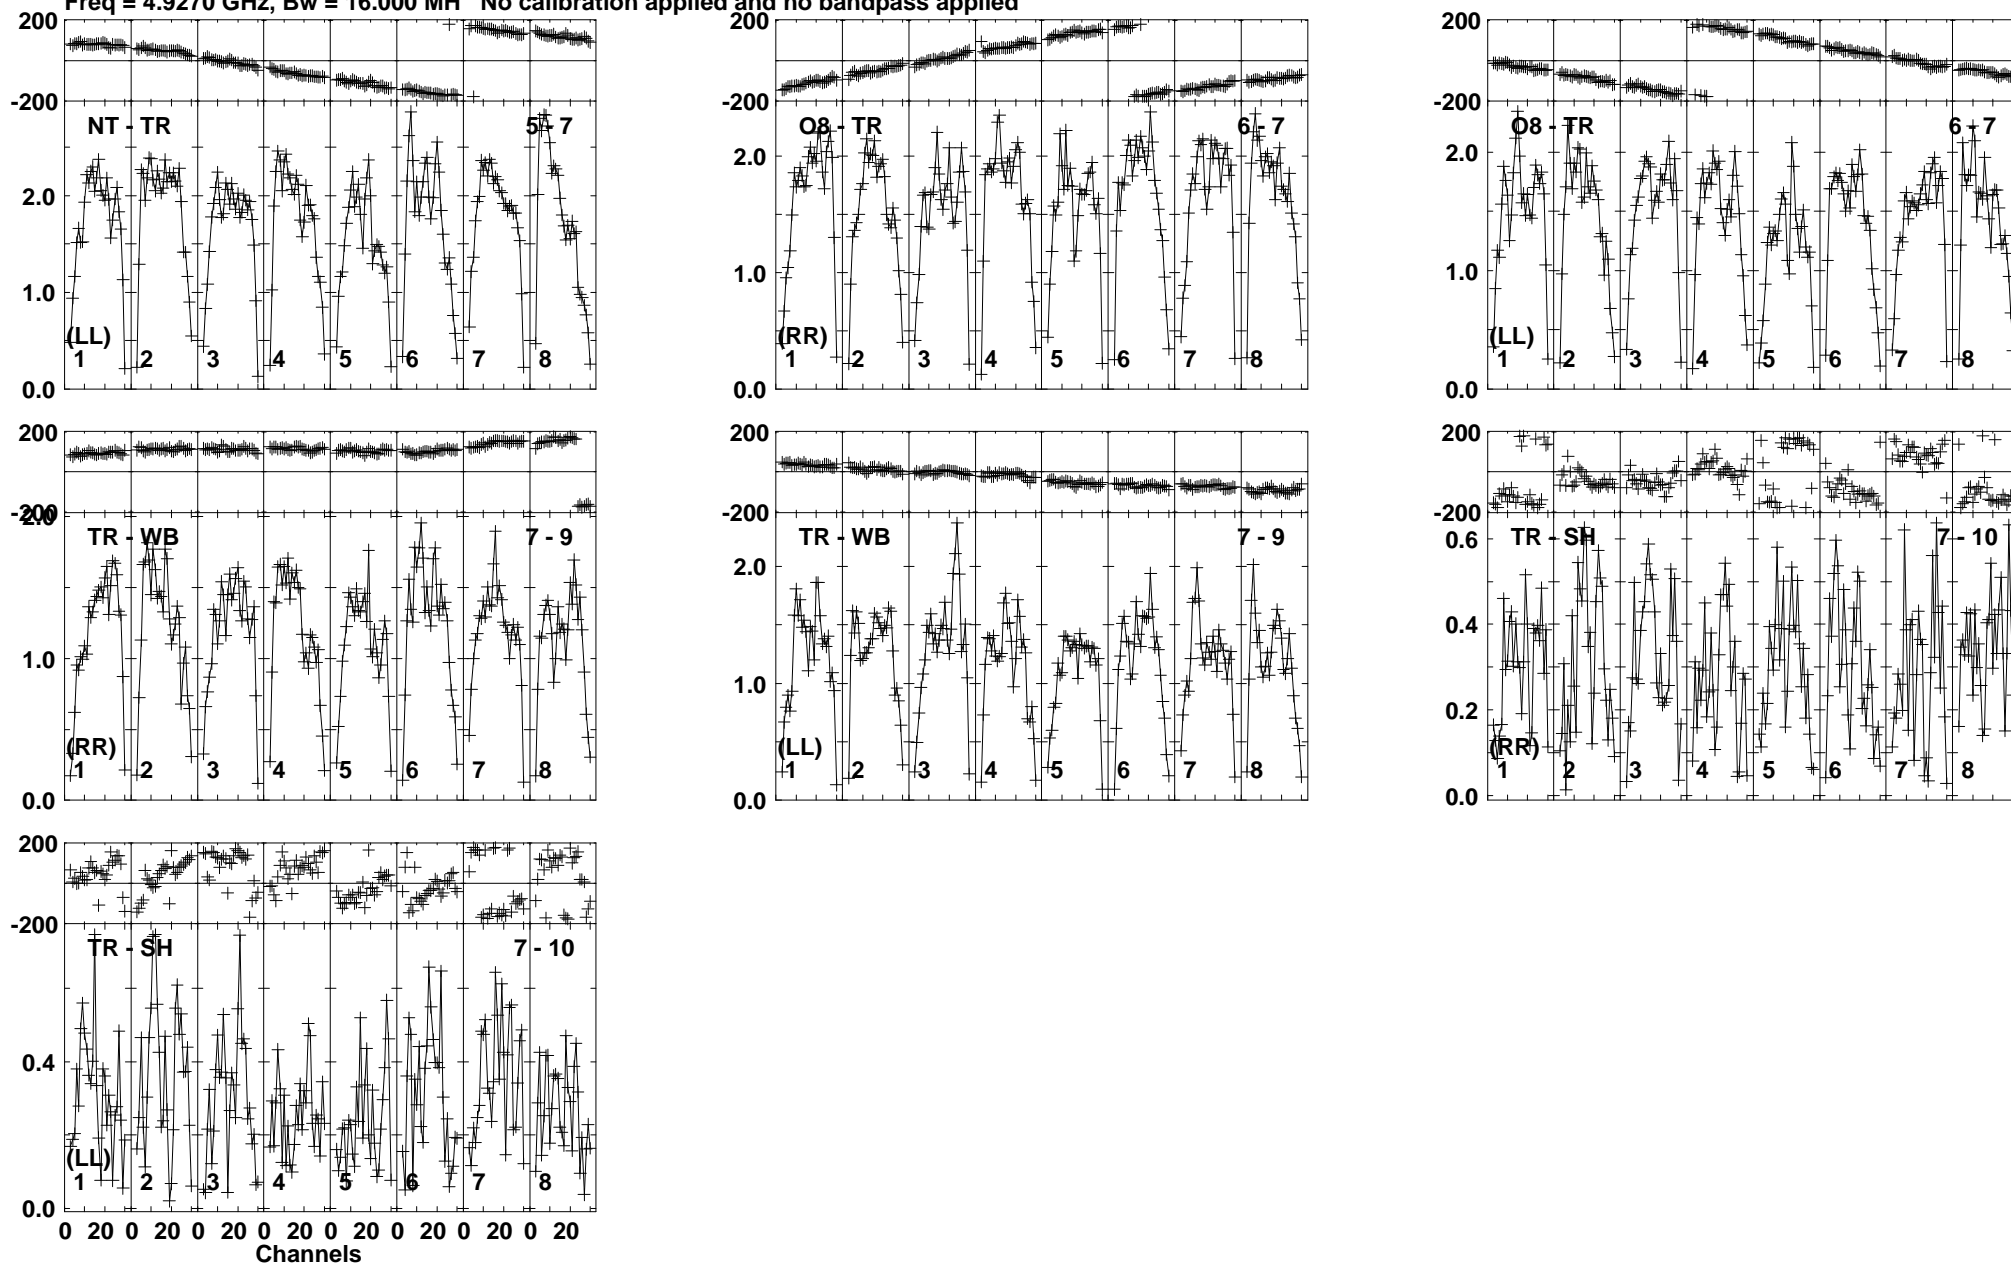 Freq = 4.9270 GHz, Bw = 16.000 MH No calibration applied and no bandpass applied
200
-200
NT - TR
5 - 7
2.0
1.0
0.0
(LL)
1 2 3 4 5 6 7 8
200
-200
O8 - TR
6 - 7
2.0
1.0
0.0
(RR)
1 2 3 4 5 6 7 8
200
-200
O8 - TR
6 - 7
2.0
1.0
0.0
(LL)
1 2 3 4 5 6 7 8
200
-200
2.0
TR - WB
7 - 9
1.0
0.0
(RR)
1 2 3 4 5 6 7 8
200
-200
TR - WB
7 - 9
2.0
1.0
0.0
(LL)
1 2 3 4 5 6 7 8
200
-200
0.6
TR - SH
7 - 10
0.4
0.2
0.0
(RR)
1 2 3 4 5 6 7 8
200
-200
TR - SH
7 - 10
0.4
0.0
(LL)
1 2 3 4 5 6 7 8
0 20 0 20 0 20 0 20 0 20 0 20 0 20 0 20
Channels